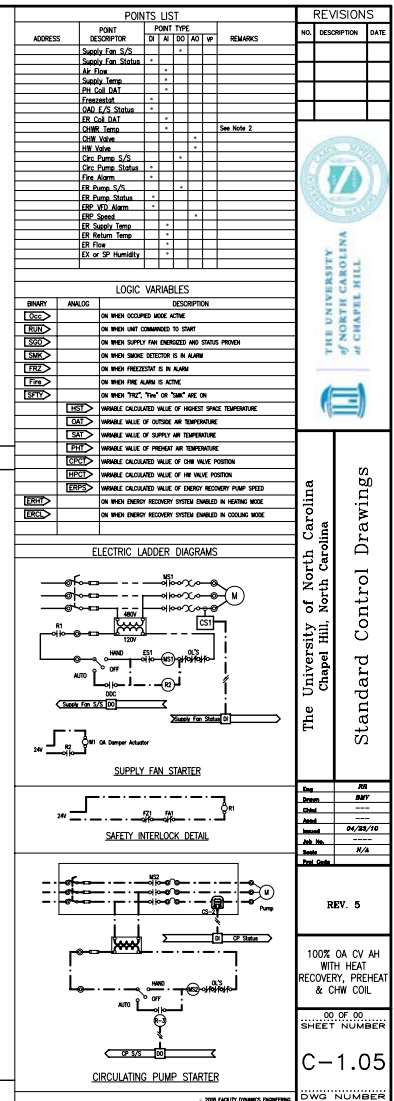 POINTS LIST
ADDRESS
POINT DESCRIPTOR
POINT TYPE
DI AI DO AO VP
REMARKS
Supply Fan S/S
Supply Fan Status
Air Flow
Supply Temp
PH Coil DAT
Freezestat
OAD E/S Status
ER Coil DAT
CHWR Temp See Note 2
CHW Valve
HW Valve
Circ Pump S/S
Circ Pump Status
Fire Alarm
ER Pump S/S
ER Pump Status
ERP VFD Alarm
ERP Speed
ER Supply Temp
ER Return Temp
ER Flow
EX or SP Humidity
LOGIC VARIABLES
BINARY ANALOG DESCRIPTION
Occ ON WHEN OCCUPIED MODE ACTIVE
RUN ON WHEN UNIT COMMANDED TO START
SGO ON WHEN SUPPLY FAN ENERGIZED AND STATUS PROVEN
SMK ON WHEN SMOKE DETECTOR IS IN ALARM
FRZ ON WHEN FREEZESTAT IS IN ALARM
Fire ON WHEN FIRE ALARM IS ACTIVE
SFTY ON WHEN "FRZ", "Fire" OR "SMK" ARE ON
HST VARIABLE CALCULATED VALUE OF HIGHEST SPACE TEMPERATURE
OAT VARIABLE VALUE OF OUTSIDE AIR TEMPERATURE
SAT VARIABLE VALUE OF SUPPLY AIR TEMPERATURE
PHT VARIABLE VALUE OF PREHEAT AIR TEMPERATURE
CPCT VARIABLE CALCULATED VALUE OF CHW VALVE POSITION
HPCT VARIABLE CALCULATED VALUE OF HW VALVE POSITION
ERPS VARIABLE CALCULATED VALUE OF ENERGY RECOVERY PUMP SPEED
ERHT ON WHEN ENERGY RECOVERY SYSTEM ENABLED IN HEATING MODE
ERCL ON WHEN ENERGY RECOVERY SYSTEM ENABLED IN COOLING MODE
ELECTRIC LADDER DIAGRAMS
MS1
M
480V
120V
CS1
R1
HAND
OFF
AUTO
ES1
MS1
OL'S
R2
DDC
Supply Fan S/S DO
Supply Fan Status DI
24V
R2
M1 OA Damper Actuator
SUPPLY FAN STARTER
24V
FZ1
FA1
R1
SAFETY INTERLOCK DETAIL
MS2
M
Pump
CS-2
DI CP Status
HAND
OFF
AUTO
MS2
OL'S
R-3
CP S/S DO
CIRCULATING PUMP STARTER
© 2008 FACILITY DYNAMICS ENGINEERING
REVISIONS
NO. DESCRIPTION DATE
THE UNIVERSITY
of NORTH CAROLINA
at CHAPEL HILL
The University of North Carolina
Chapel Hill, North Carolina
Standard Control Drawings
Eng RR
Drawn BMV
Chkd ---
Appd ---
Issued 04/23/10
Job No. ----
Scale N/A
Proj Code
REV. 5
100% OA CV AH
WITH HEAT
RECOVERY, PREHEAT
& CHW COIL
00 OF 00
SHEET NUMBER
C-1.05
DWG NUMBER